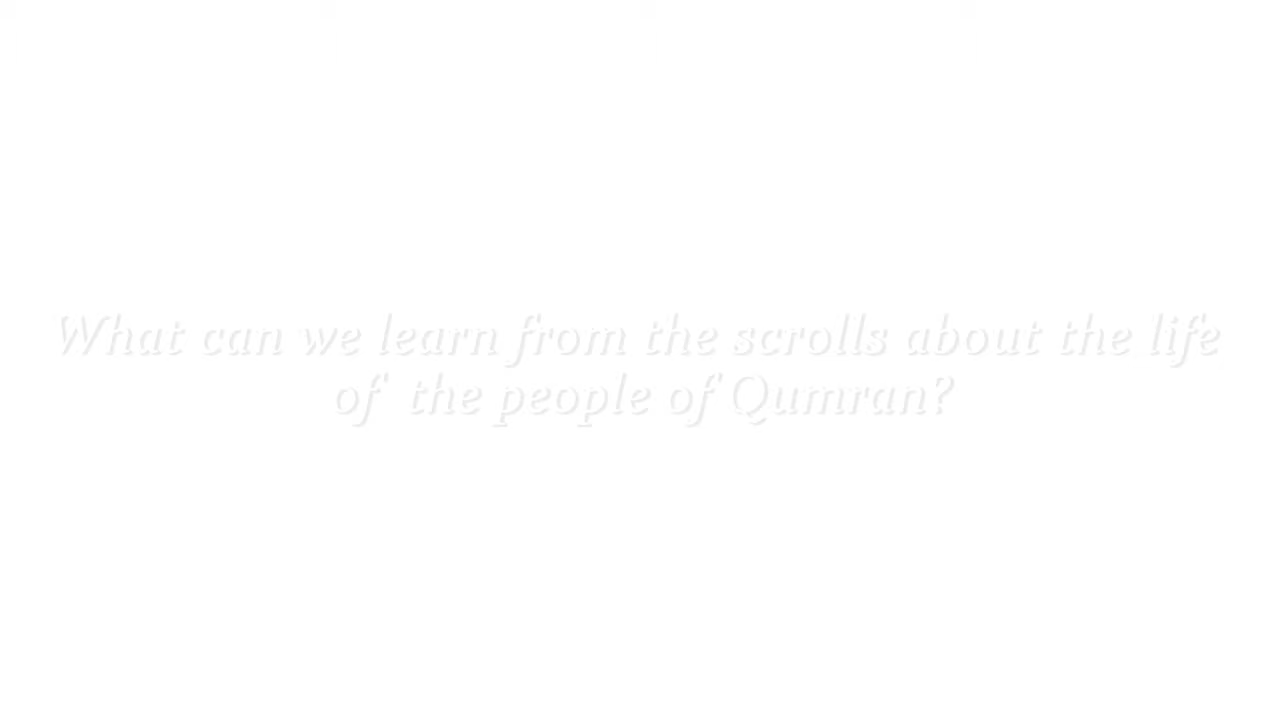 What can we learn from the scrolls about the life
of the people of Qumran?